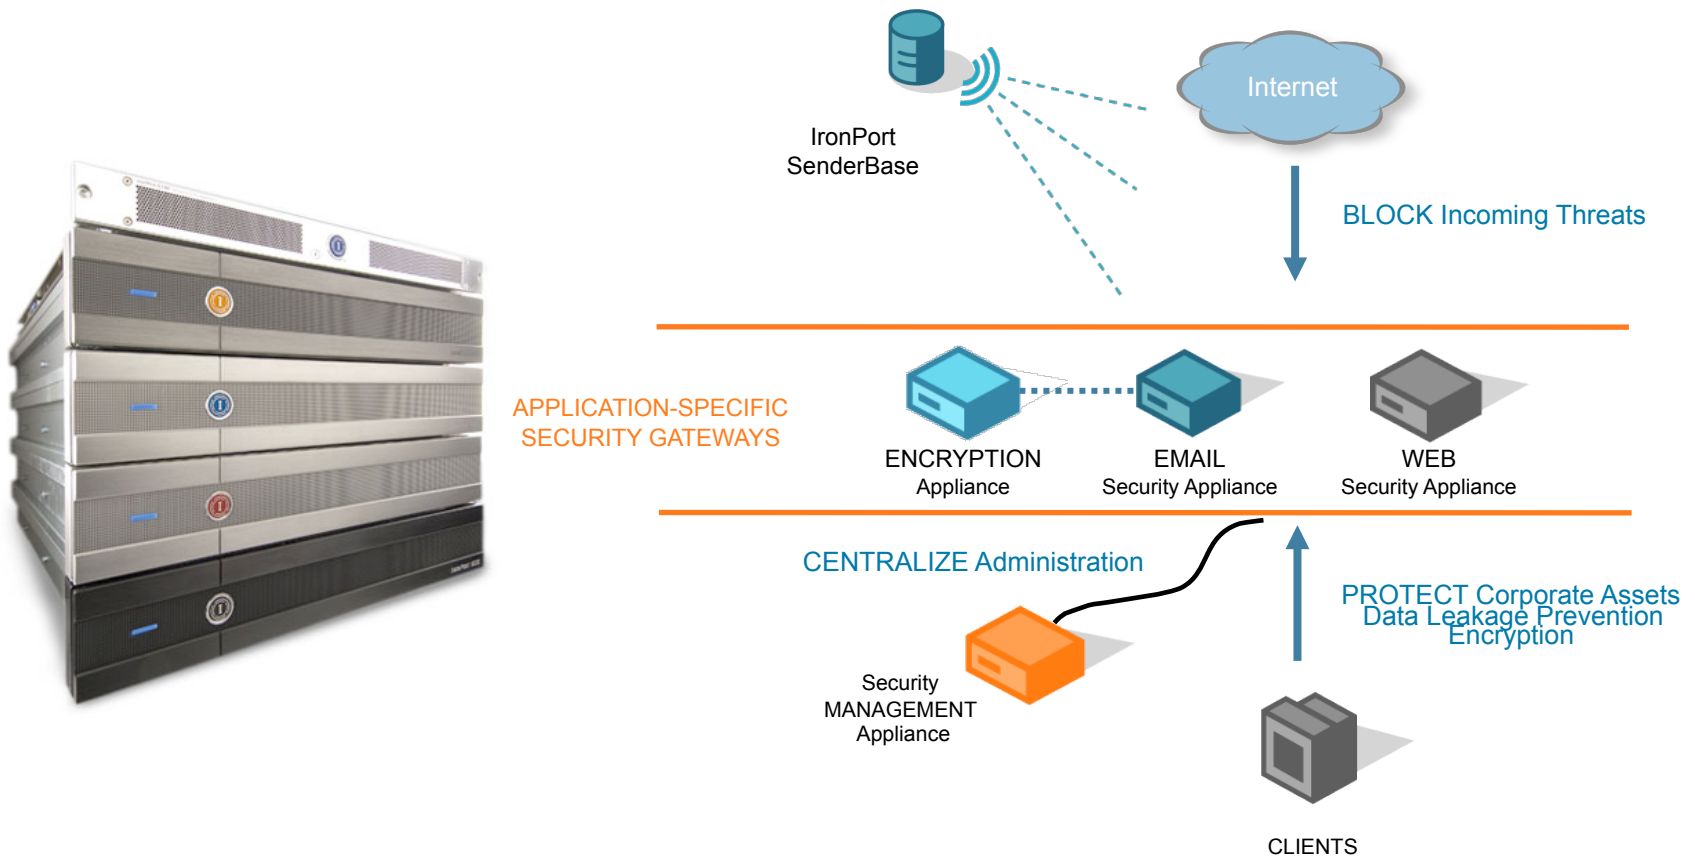 IronPort
SenderBase
Internet
BLOCK Incoming Threats
APPLICATION-SPECIFIC
SECURITY GATEWAYS
ENCRYPTION
Appliance
EMAIL
Security Appliance
WEB
Security Appliance
CENTRALIZE Administration
PROTECT Corporate Assets
Data Leakage Prevention
Encryption
Security
MANAGEMENT
Appliance
CLIENTS